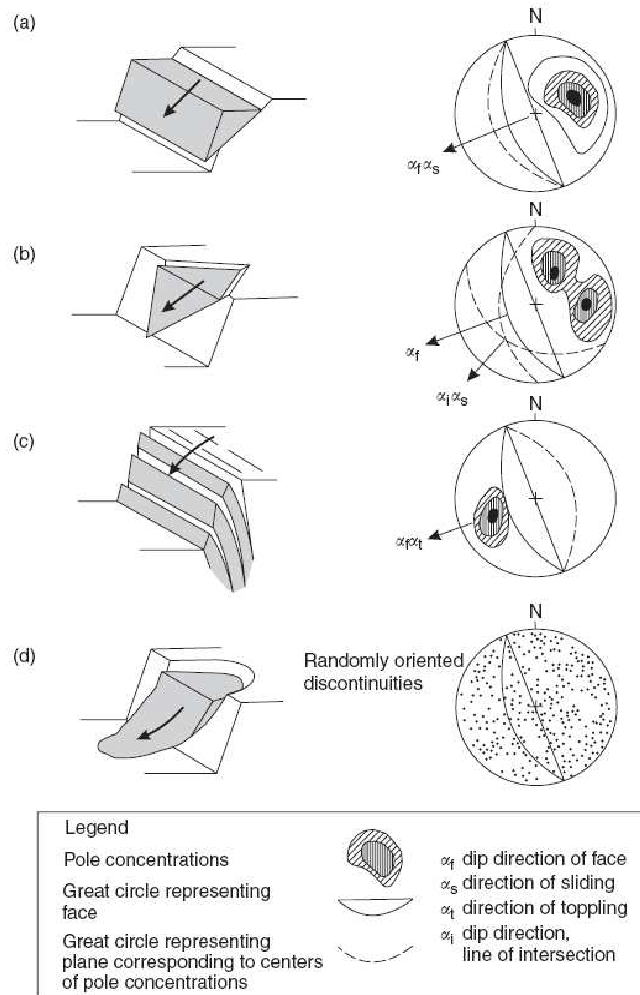 (a)
N
αfαs
(b)
N
αf
αiαs
(c)
N
αfαt
(d)
N
Randomly oriented
discontinuities
Legend
Pole concentrations
Great circle representing
face
Great circle representing
plane corresponding to centers
of pole concentrations
αf dip direction of face
αs direction of sliding
αt direction of toppling
αi dip direction,
line of intersection